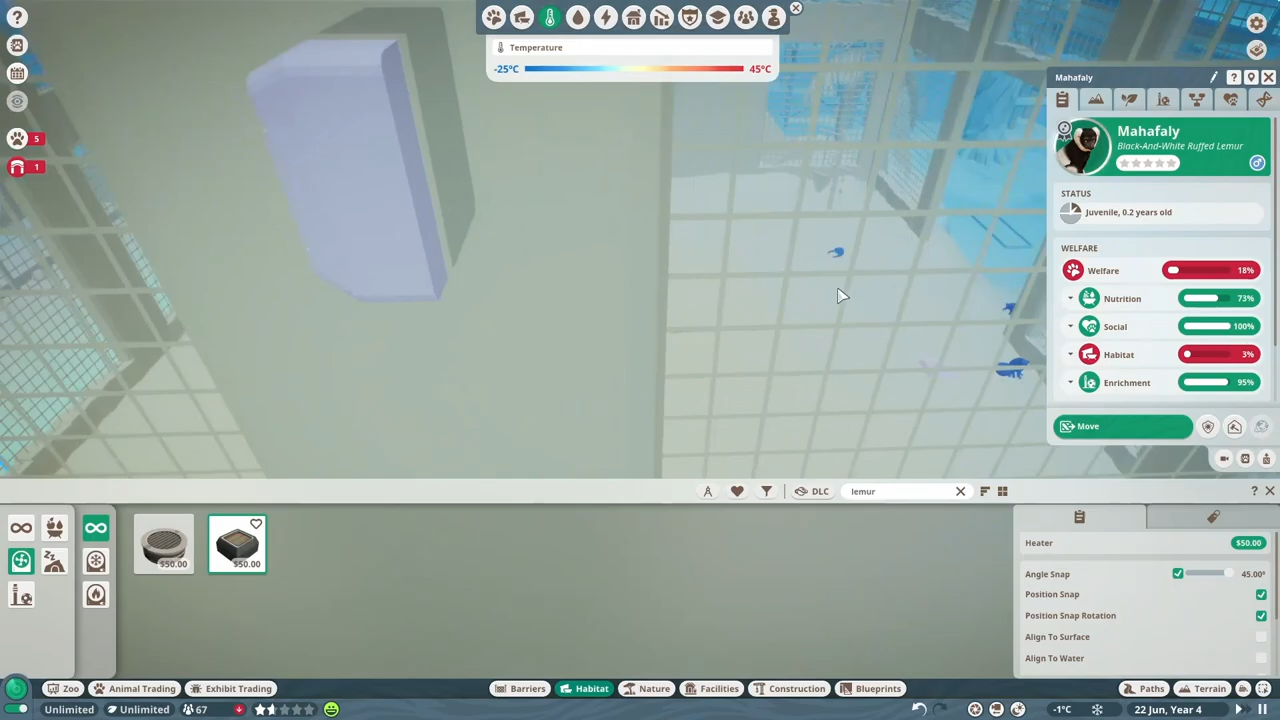 Temperature
-25°C
45°C
5
1
Mahafaly
Mahafaly
Black-And-White Ruffed Lemur
STATUS
Juvenile, 0.2 years old
WELFARE
Welfare
18%
Nutrition
73%
Social
100%
Habitat
3%
Enrichment
95%
Move
DLC
lemur
$50.00
$50.00
Heater
$50.00
Angle Snap
45.00°
Position Snap
Position Snap Rotation
Align To Surface
Align To Water
Zoo
Animal Trading
Exhibit Trading
Barriers
Habitat
Nature
Facilities
Construction
Blueprints
Paths
Terrain
Unlimited
Unlimited
67
-1°C
22 Jun, Year 4